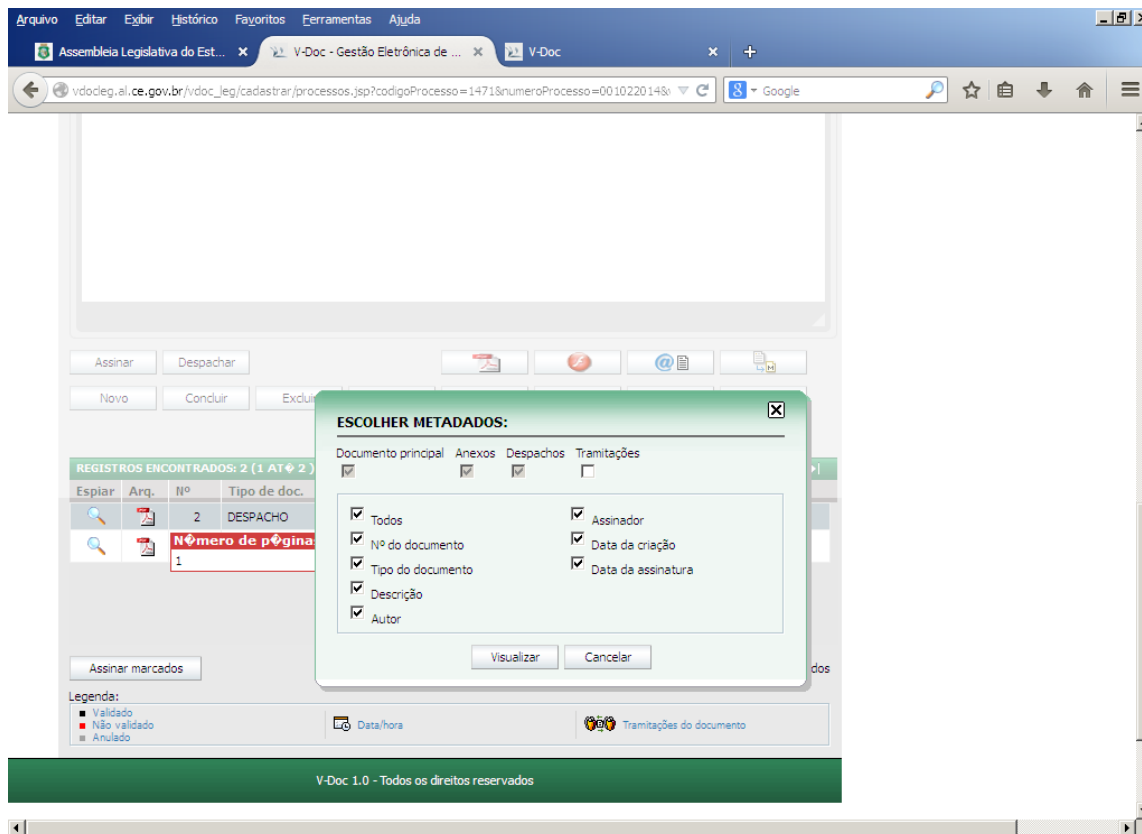 Arquivo Editar Exibir Histórico Favoritos Ferramentas Ajuda
Assembleia Legislativa do Est... V-Doc - Gestão Eletrônica de ... V-Doc
vdocleg.al.ce.gov.br/vdoc_leg/cadastrar/processos.jsp?codigoProcesso=1471&numeroProcesso=0010220148 Google
Assinar Despachar
Novo Concluir Exclui
ESCOLHER METADADOS:
Documento principal Anexos Despachos Tramitações
REGISTROS ENCONTRADOS: 2 (1 AT� 2 )
Espiar Arq. Nº Tipo de doc.
Todos Assinador
2 DESPACHO
Nº do documento Data da criação
N�mero de p�gina
1
Tipo do documento Data da assinatura
Descrição
Autor
Visualizar Cancelar
Assinar marcados dos
Legenda:
Validado
Não validado Data/hora Tramitações do documento
Anulado
V-Doc 1.0 - Todos os direitos reservados